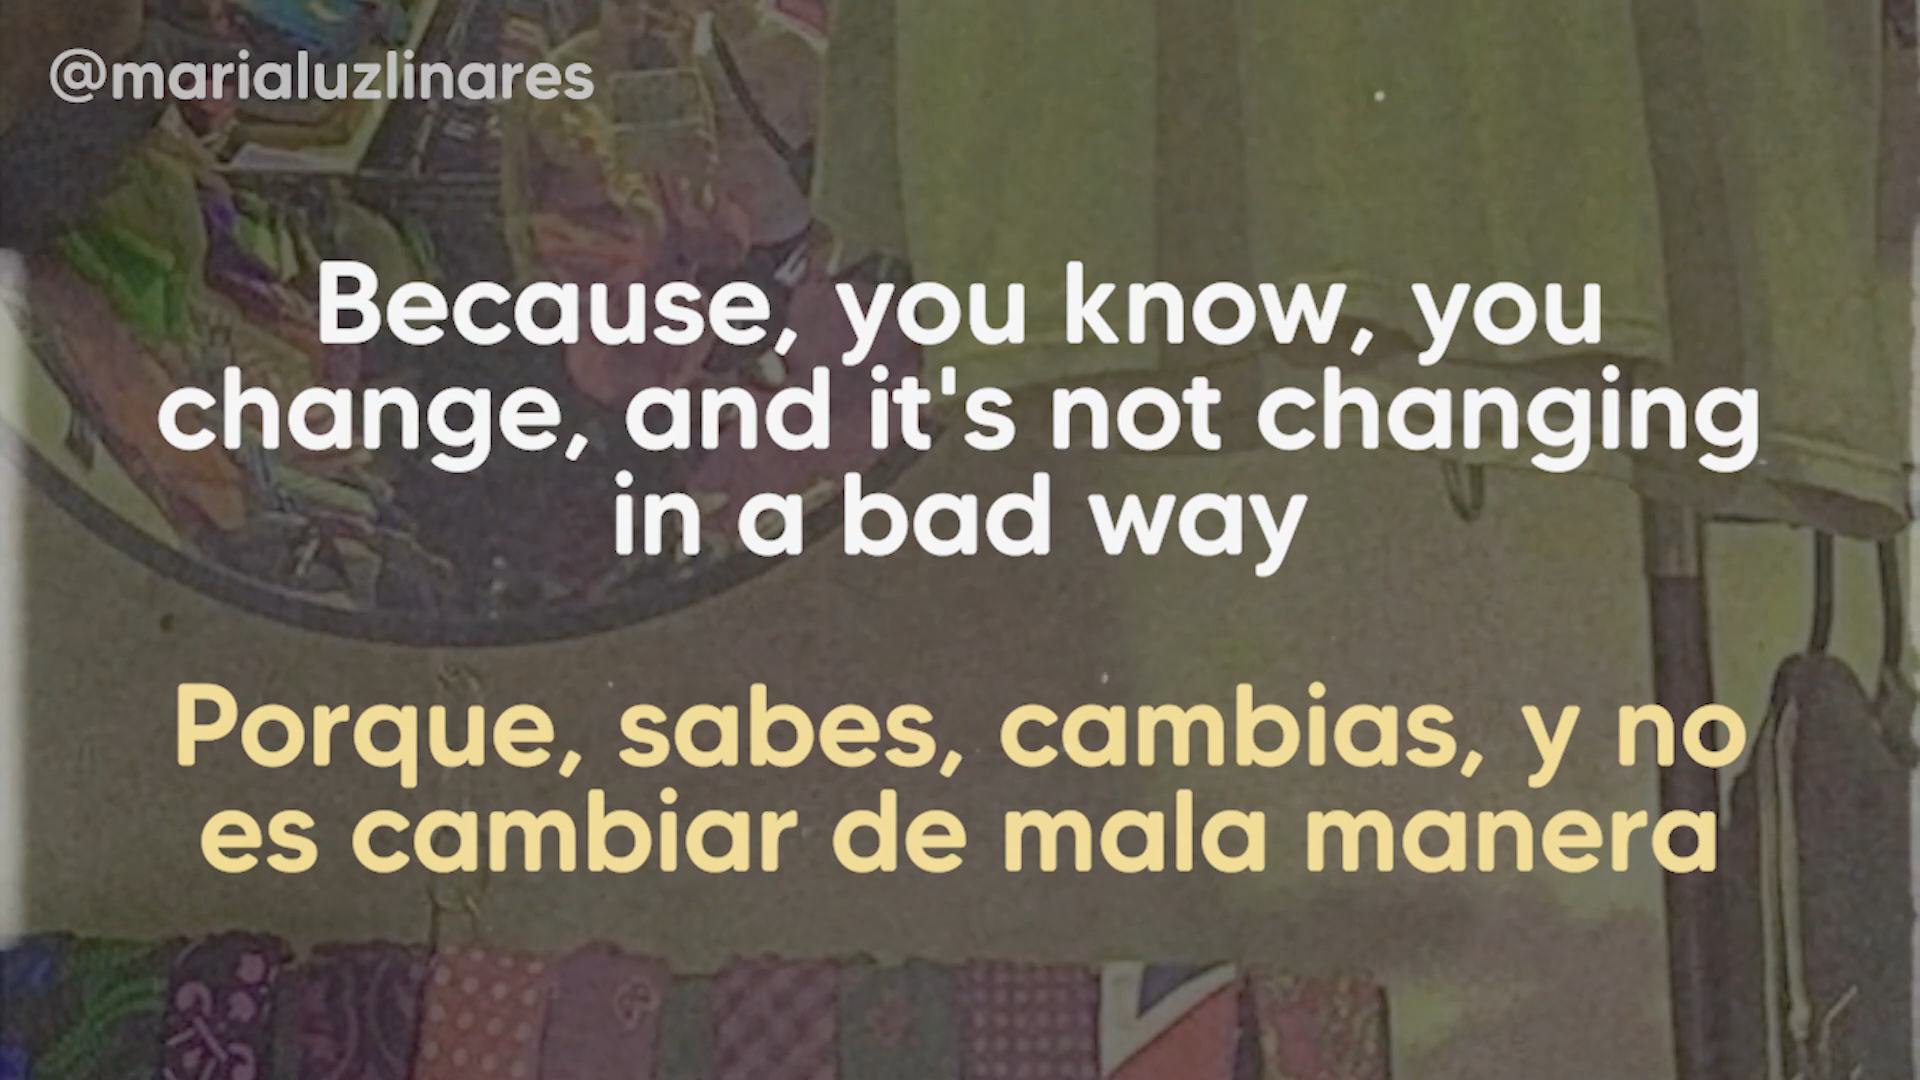 @marialuzlinares
Because, you know, you
change, and it's not changing
in a bad way
Porque, sabes, cambias, y no
es cambiar de mala manera